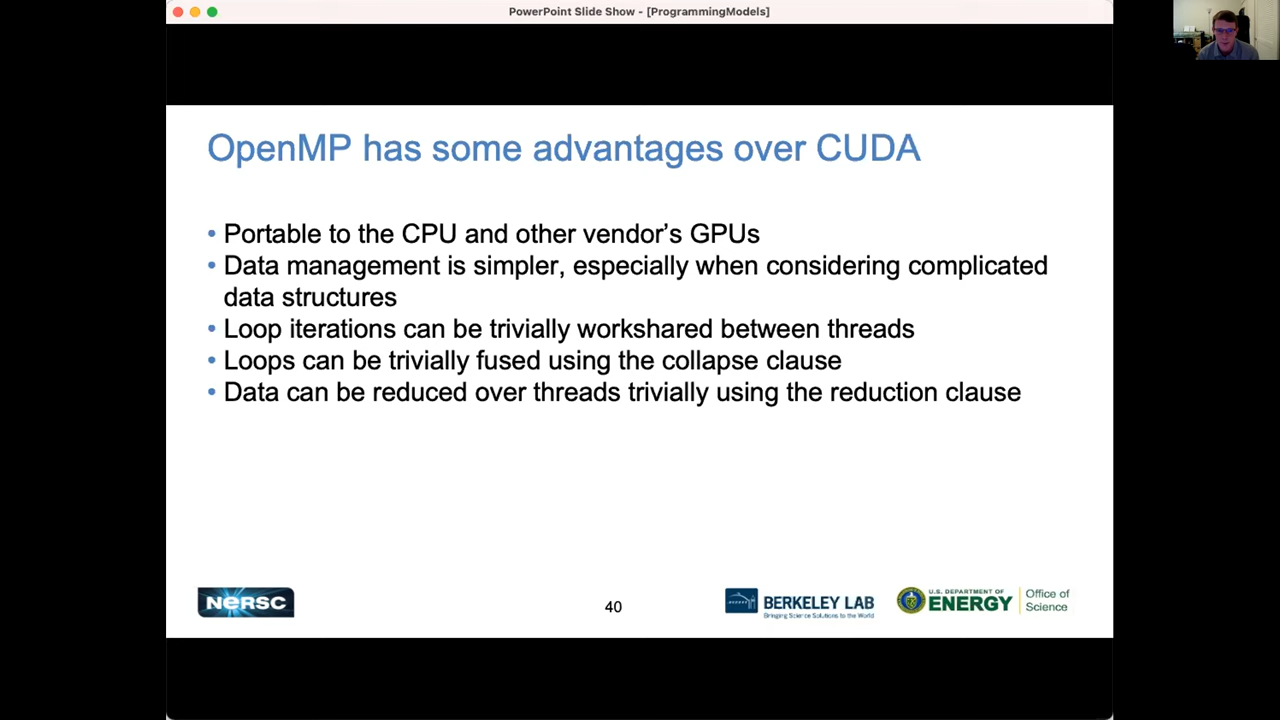 PowerPoint Slide Show - [ProgrammingModels]
OpenMP has some advantages over CUDA
• Portable to the CPU and other vendor's GPUs
• Data management is simpler, especially when considering complicated
data structures
• Loop iterations can be trivially workshared between threads
• Loops can be trivially fused using the collapse clause
• Data can be reduced over threads trivially using the reduction clause
NERSC
40
BERKELEY LAB
Bringing Science Solutions to the World
U.S. DEPARTMENT OF
ENERGY
Office of
Science